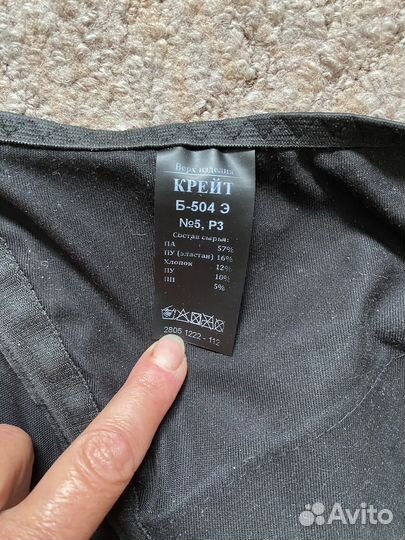 Верх изделия
КРЕЙТ
Б-504 Э
№5, Р3
Состав сырья:
ПА 57%
ПУ (эластан) 16%
Хлопок 12%
ПУ 10%
ПП 5%
2805 1222 - 112
Avito